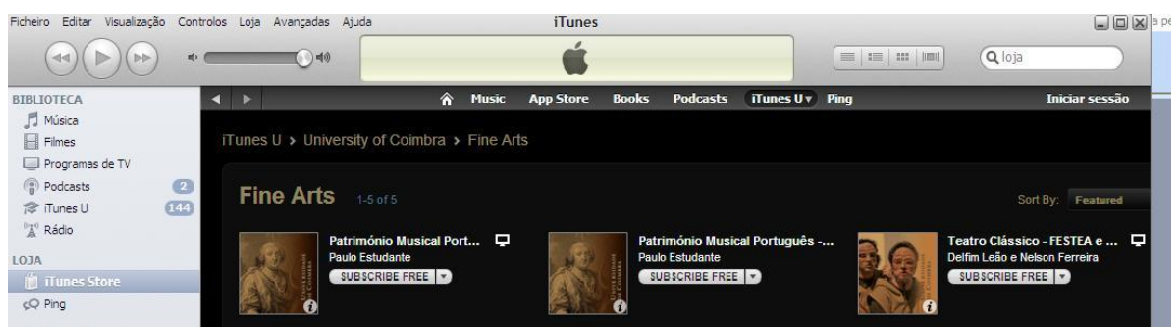 Ficheiro Editar Visualização Controlos Loja Avançadas Ajuda
iTunes
loja
BIBLIOTECA
Música
Filmes
Programas de TV
Podcasts 2
iTunes U 144
Rádio
LOJA
iTunes Store
Ping
Music App Store Books Podcasts iTunes U Ping Iniciar sessão
iTunes U > University of Coimbra > Fine Arts
Fine Arts 1-5 of 5
Sort By: Featured
Património Musical Port...
Paulo Estudante
SUBSCRIBE FREE
Património Musical Português -...
Paulo Estudante
SUBSCRIBE FREE
Teatro Clássico - FESTEA e ...
Delfim Leão e Nelson Ferreira
SUBSCRIBE FREE